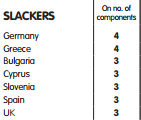 SLACKERS On no. of components
Germany 4
Greece 4
Bulgaria 3
Cyprus 3
Slovenia 3
Spain 3
UK 3